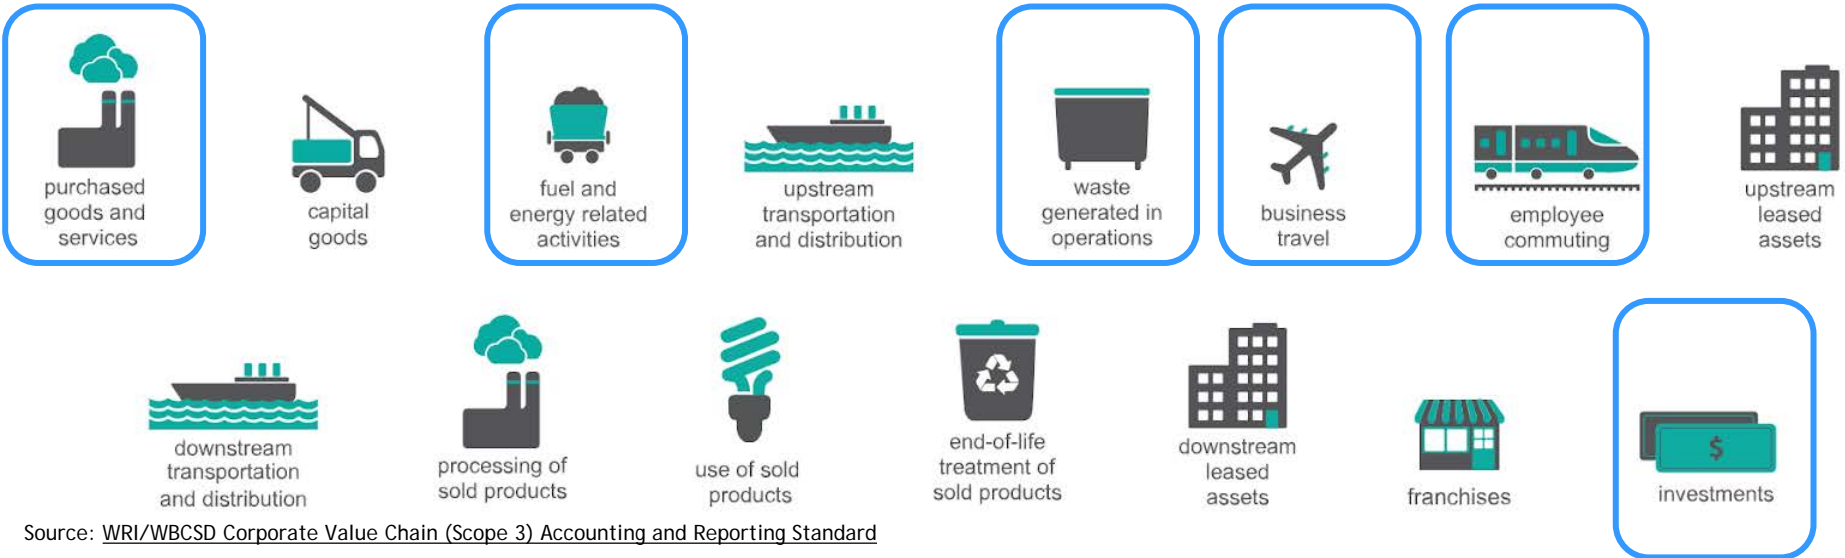 purchased
goods and
services
capital
goods
fuel and
energy related
activities
upstream
transportation
and distribution
waste
generated in
operations
business
travel
employee
commuting
upstream
leased
assets
downstream
transportation
and distribution
processing of
sold products
use of sold
products
end-of-life
treatment of
sold products
downstream
leased
assets
franchises
$
investments
Source: WRI/WBCSD Corporate Value Chain (Scope 3) Accounting and Reporting Standard